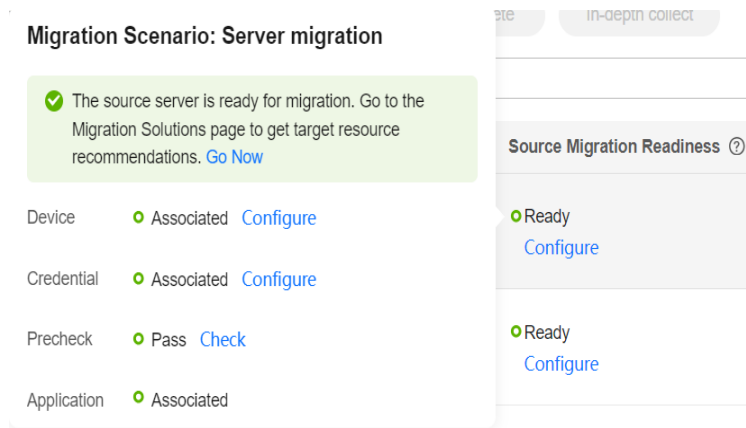 Migration Scenario: Server migration
The source server is ready for migration. Go to the
Migration Solutions page to get target resource
recommendations. Go Now
Device Associated Configure
Credential Associated Configure
Precheck Pass Check
Application Associated
ete In-depth collect
Source Migration Readiness ?
Ready
Configure
Ready
Configure